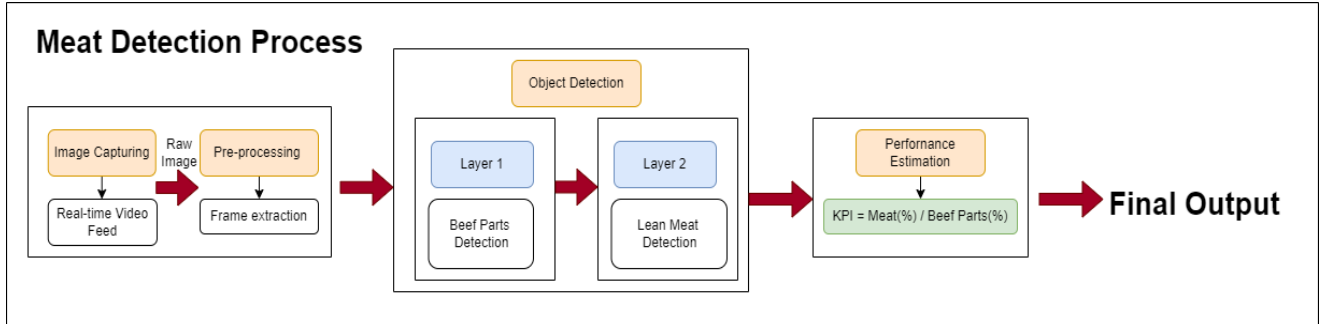 Meat Detection Process
Image Capturing
Raw
Image
Pre-processing
Real-time Video
Feed
Frame extraction
Object Detection
Layer 1
Beef Parts
Detection
Layer 2
Lean Meat
Detection
Perfornance
Estimation
KPI = Meat(%) / Beef Parts(%)
Final Output